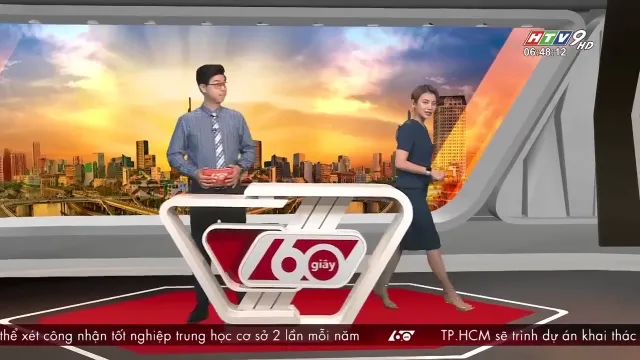 HTV9 HD
06:48:12
60 giây
thể xét công nhận tốt nghiệp trung học cơ sở 2 lần mỗi năm 60 TP.HCM sẽ trình dự án khai thác